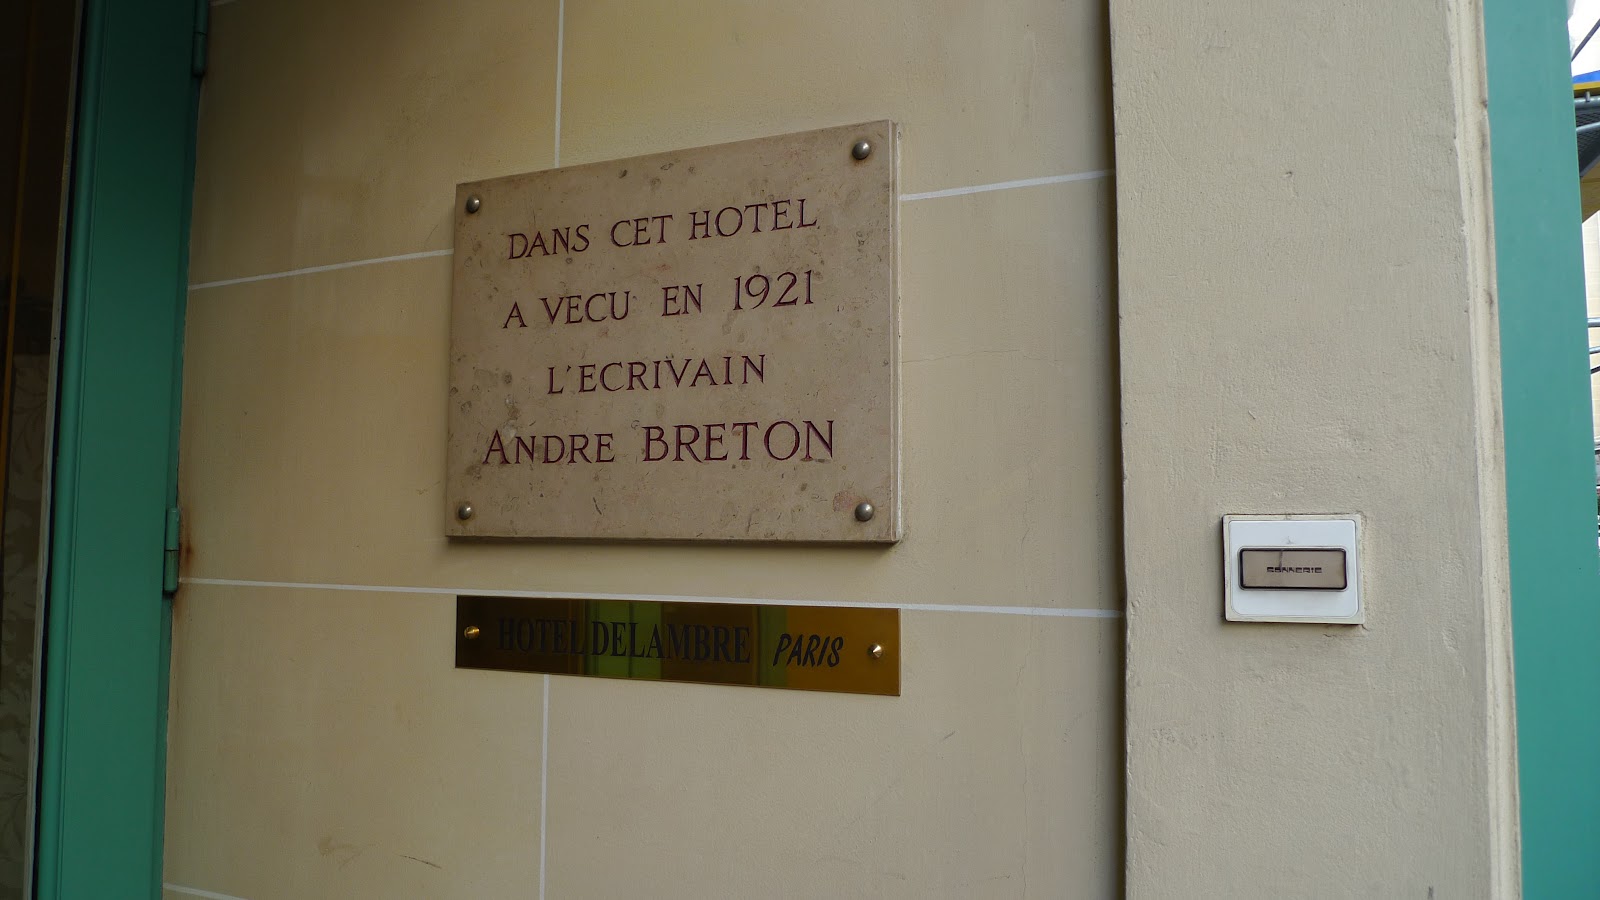 DANS CET HOTEL
A VECU EN 1921
L'ECRIVAIN
ANDRE BRETON
HOTEL DELAMBRE PARIS